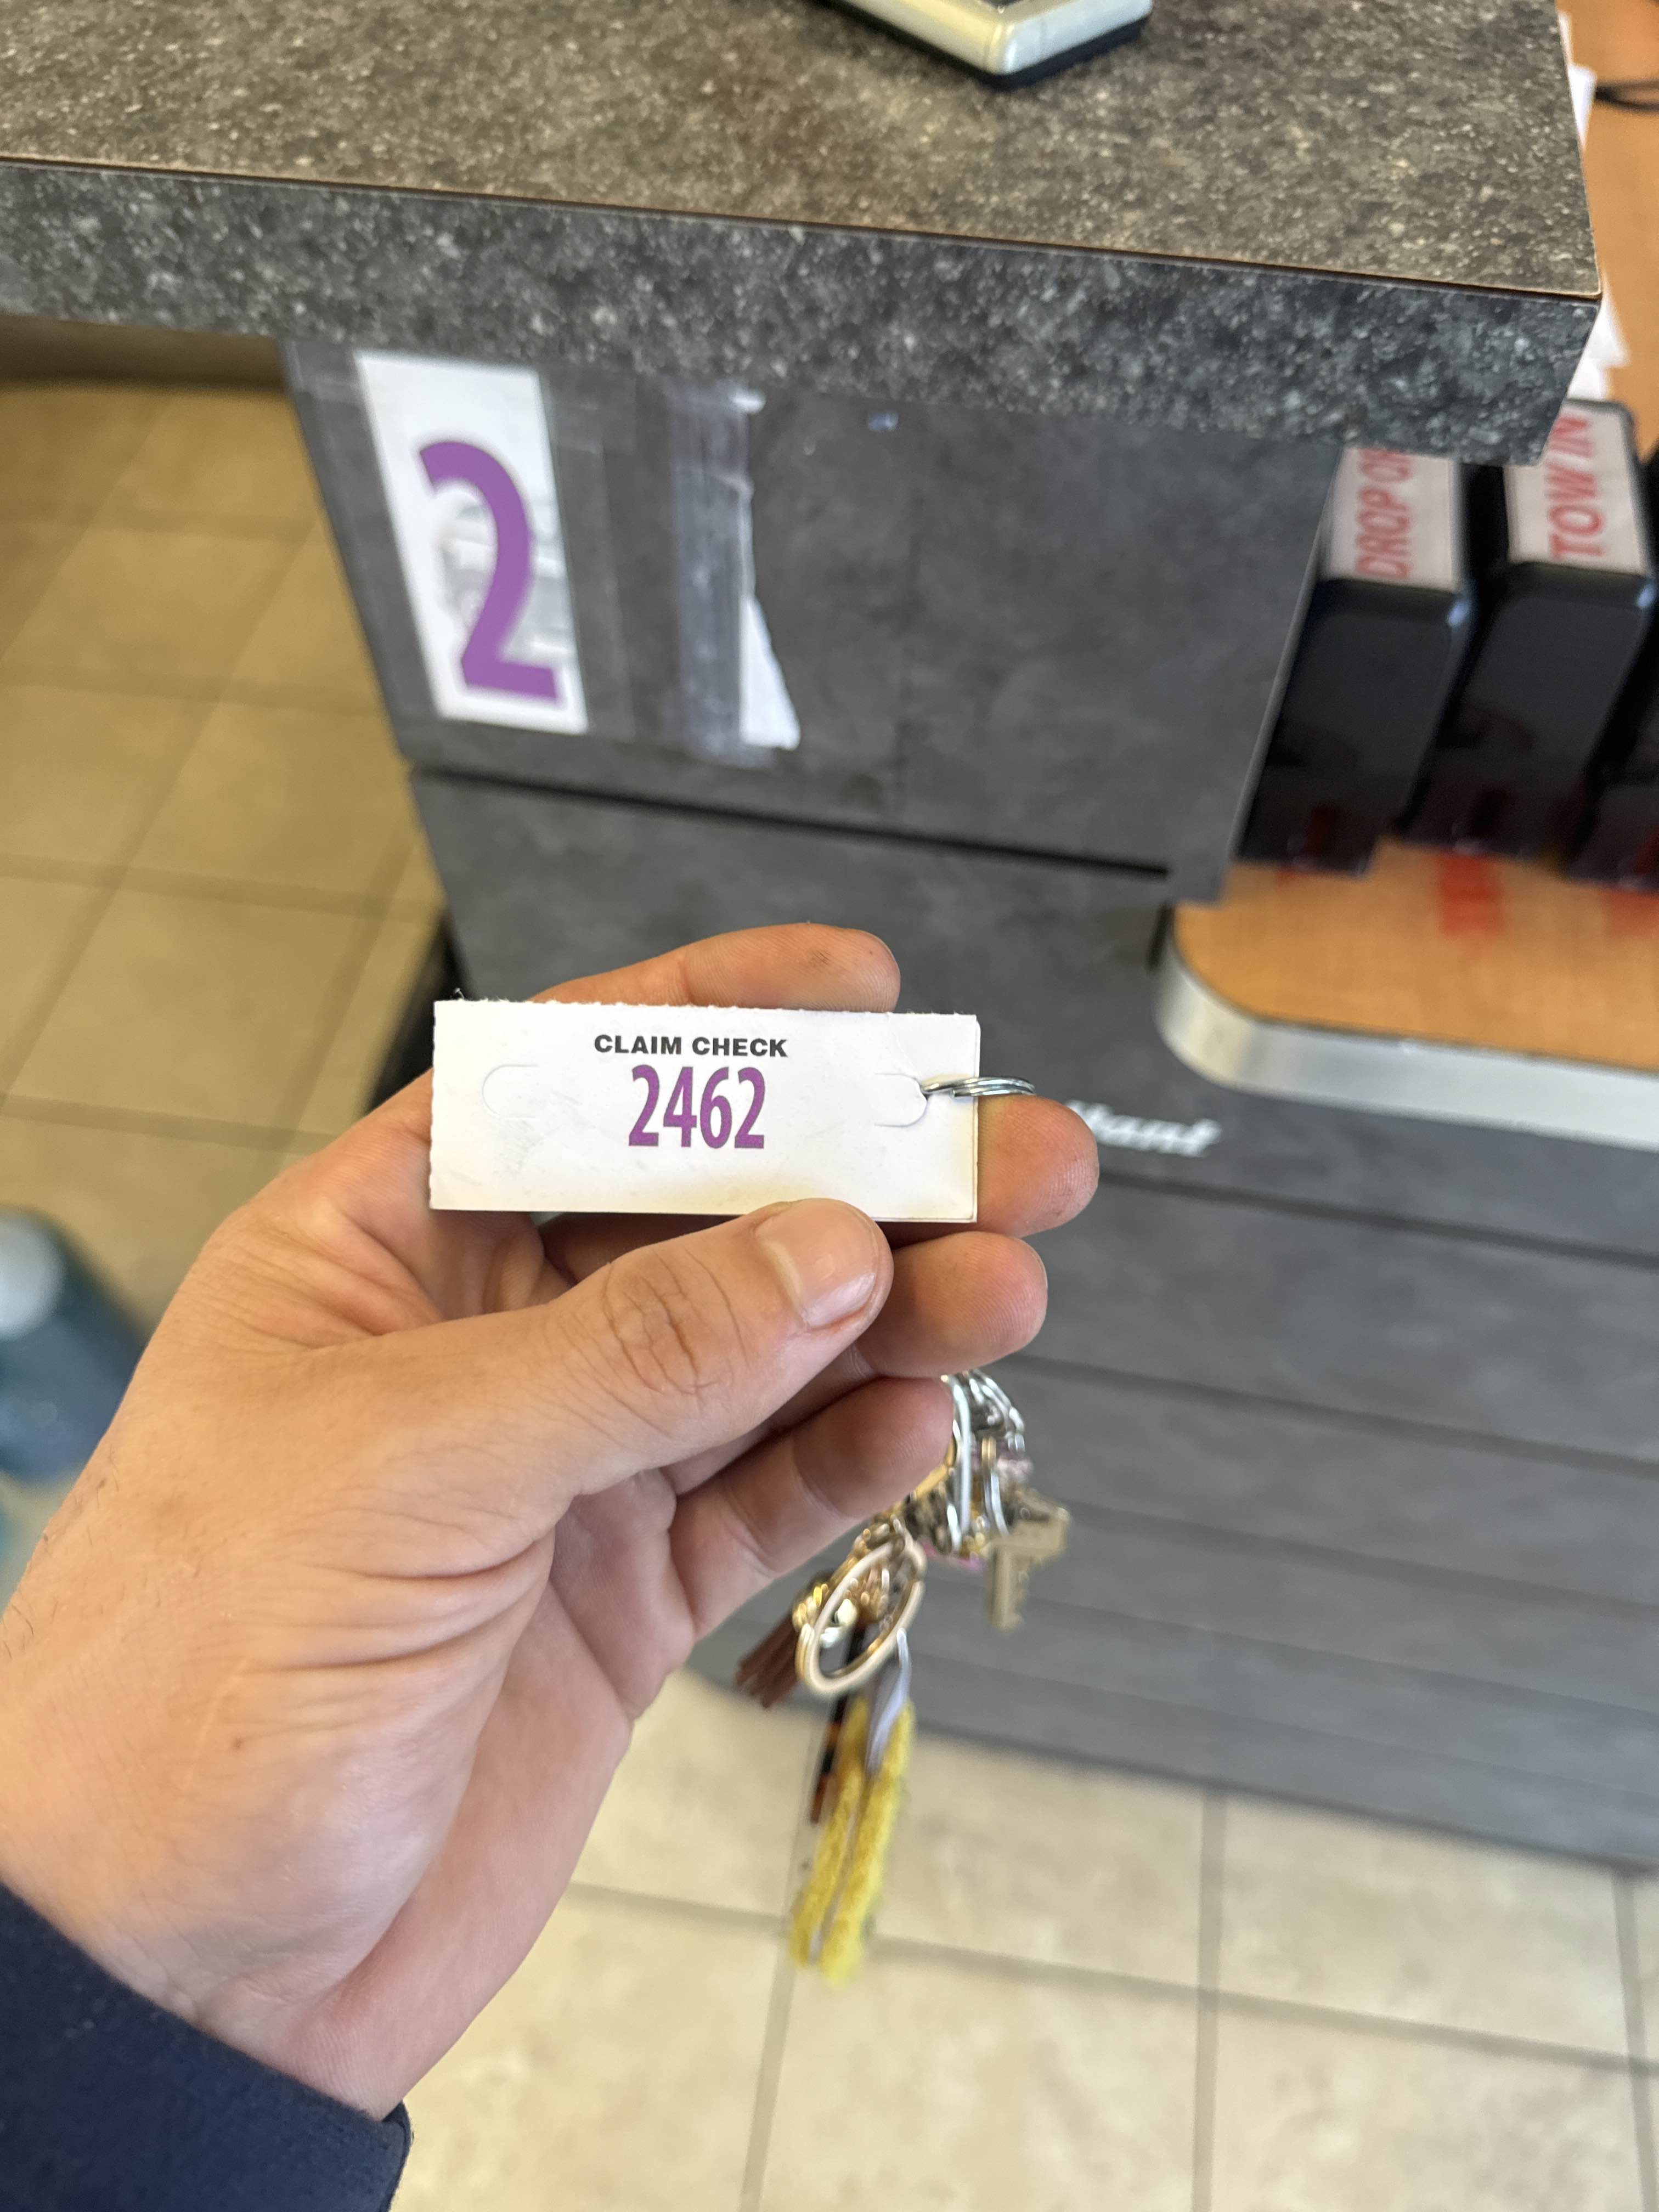 2
DROP OF
TOW IN
CLAIM CHECK
2462